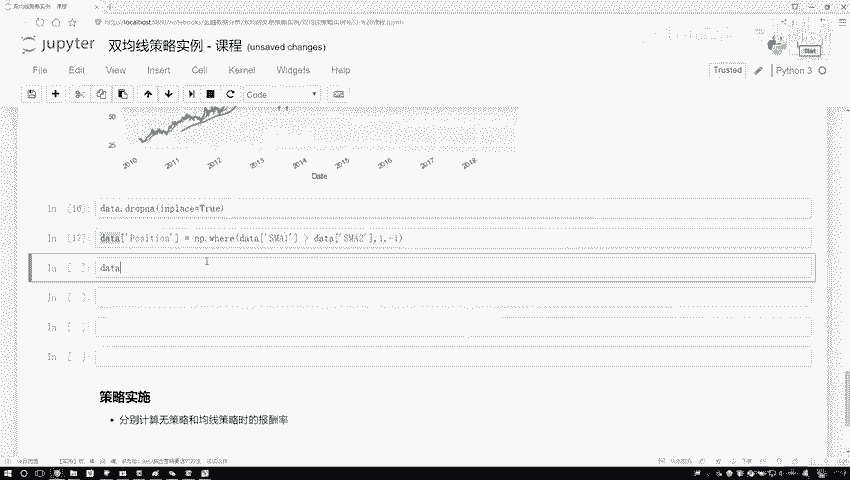 双均线策略实例 - 课程
jupyter 双均线策略实例 - 课程 (unsaved changes)
File Edit View Insert Cell Kernel Widgets Help
Trusted Python 3
Code
50
25
2010 2011 2012 2013 2014 2015 2016 2017 2018
Date
In [16]: data.dropna(inplace=True)
In [17]: data['Position'] = np.where(data['SMA1'] > data['SMA2'],1,-1)
In [ ]: data
In [ ]:
In [ ]:
In [ ]:
策略实施
分别计算无策略和均线策略时的报酬率